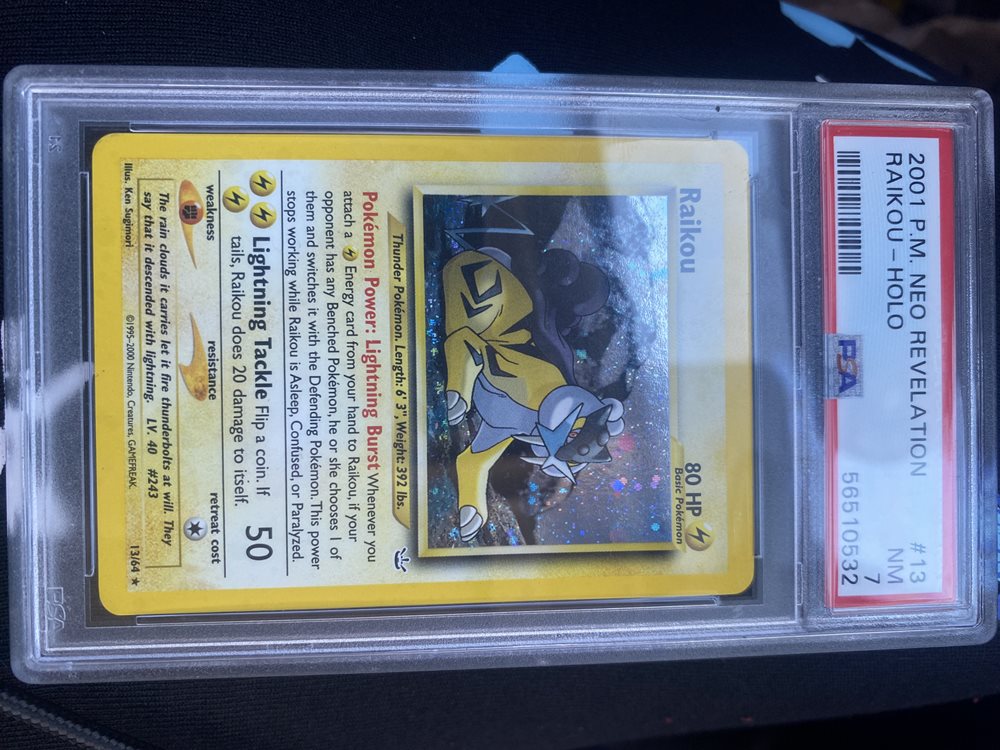 2001 P.M. NEO REVELATION #13
RAIKOU - HOLO NM
7
PSA
56510532
Raikou
80 HP
Basic Pokémon
Thunder Pokémon. Length: 6' 3", Weight: 392 lbs.
Pokémon Power: Lightning Burst Whenever you
attach a Energy card from your hand to Raikou, if your
opponent has any Benched Pokémon, he or she chooses 1 of
them and switches it with the Defending Pokémon. This power
stops working while Raikou is Asleep, Confused, or Paralyzed.
Lightning Tackle Flip a coin. If
tails, Raikou does 20 damage to itself.
50
weakness
resistance
retreat cost
The rain clouds it carries let it fire thunderbolts at will. They
say that it descended with lightning. LV. 40 #243
Illus. Ken Sugimori
©1995-2000 Nintendo, Creatures, GAMEFREAK.
13/64 ★
PSA